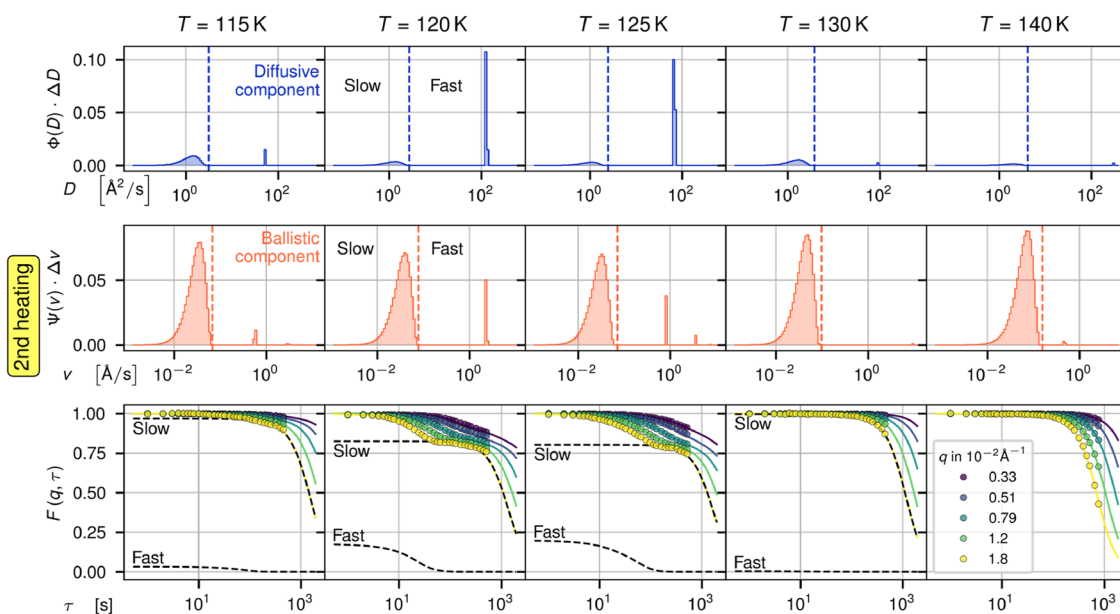 T = 115 K T = 120 K T = 125 K T = 130 K T = 140 K
Φ(D) · ΔD
0.10
0.05
0.00
Diffusive
component
Slow Fast
D [Å²/s]
10⁰ 10² 10⁰ 10² 10⁰ 10² 10⁰ 10² 10⁰ 10²
2nd heating
Ψ(v) · Δv
0.05
0.00
Ballistic
component
Slow Fast
v [Å/s]
10⁻² 10⁰ 10⁻² 10⁰ 10⁻² 10⁰ 10⁻² 10⁰ 10⁻² 10⁰
F(q, τ)
1.00
0.75
0.50
0.25
0.00
Slow Slow Slow Slow
Fast Fast Fast Fast
q in 10⁻²Å⁻¹
0.33
0.51
0.79
1.2
1.8
τ [s]
10¹ 10³ 10¹ 10³ 10¹ 10³ 10¹ 10³ 10¹ 10³